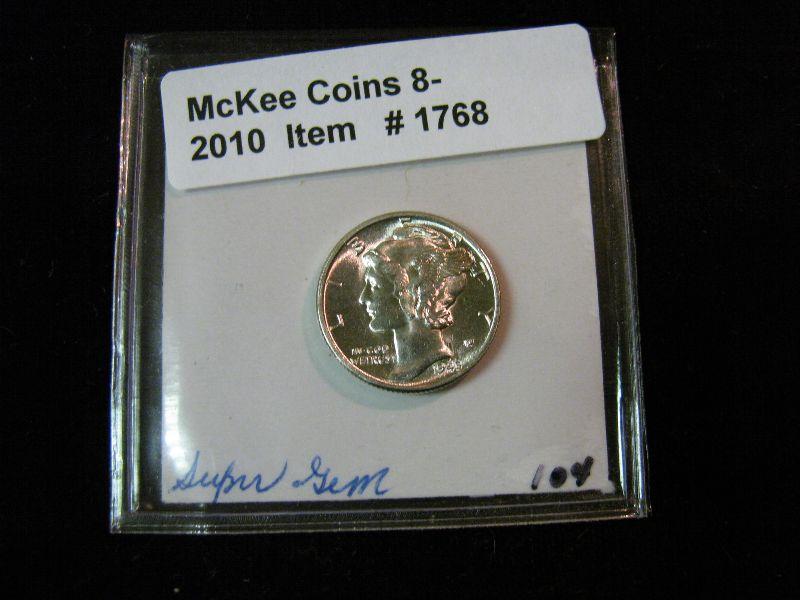 McKee Coins 8-
2010 Item # 1768
LIBERTY
IN GOD
WE TRUST
Super Gem
104